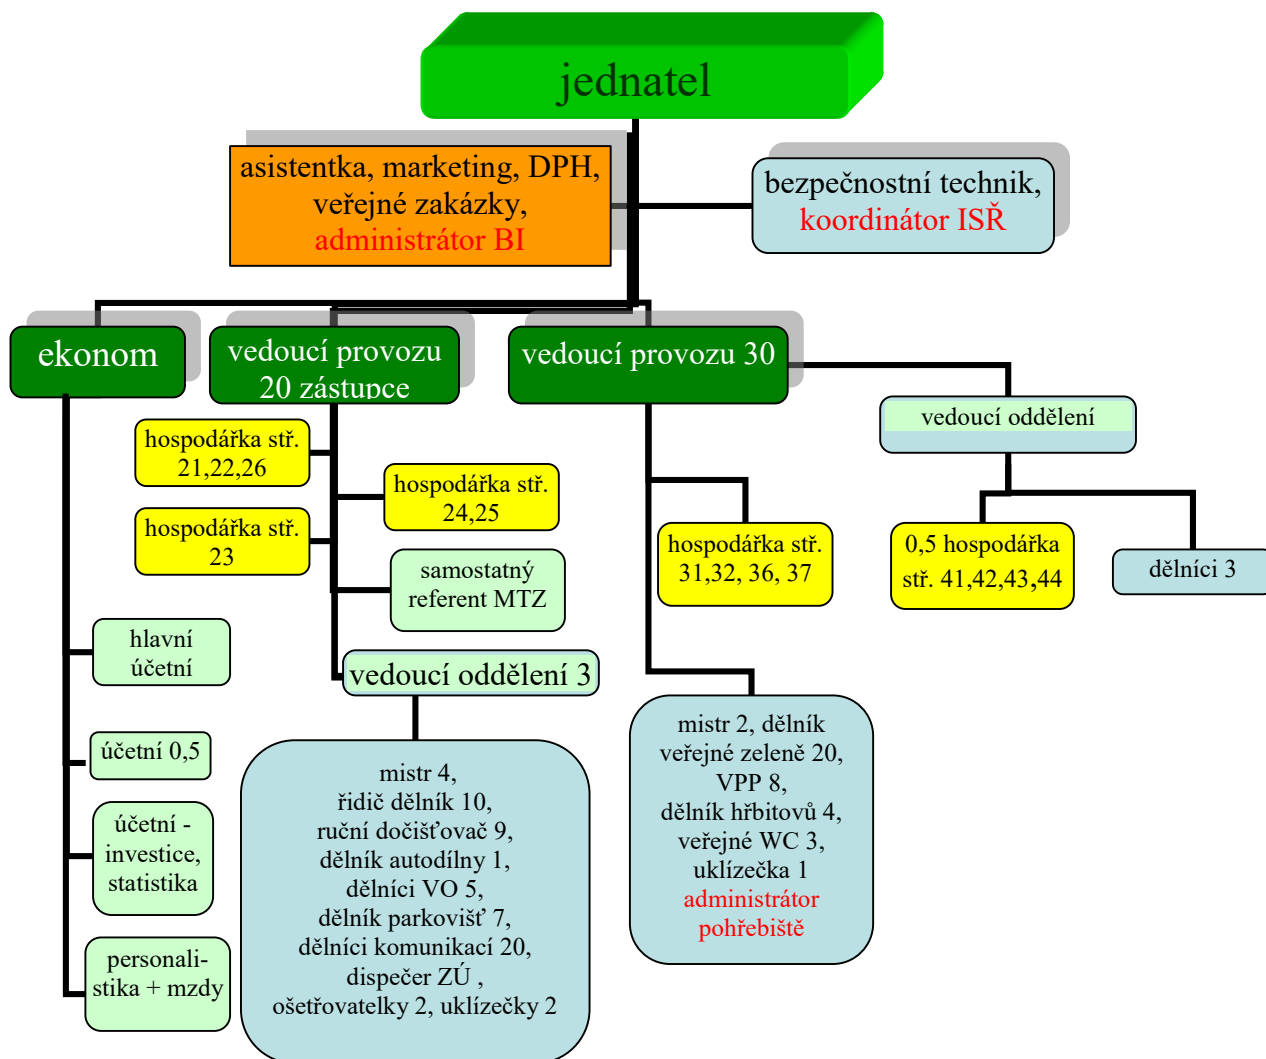 jednatel
asistentka, marketing, DPH,
veřejné zakázky,
administrátor BI
bezpečnostní technik,
koordinátor ISŘ
ekonom
vedoucí provozu
20 zástupce
vedoucí provozu 30
vedoucí oddělení
hospodářka stř.
21,22,26
hospodářka stř.
24,25
hospodářka stř.
23
samostatný
referent MTZ
hospodářka stř.
31,32, 36, 37
0,5 hospodářka
stř. 41,42,43,44
dělníci 3
hlavní
účetní
účetní 0,5
účetní -
investice,
statistika
personali-
stika + mzdy
vedoucí oddělení 3
mistr 4,
řidič dělník 10,
ruční dočišťovač 9,
dělník autodílny 1,
dělníci VO 5,
dělník parkovišť 7,
dělníci komunikací 20,
dispečer ZÚ ,
ošetřovatelky 2, uklízečky 2
mistr 2, dělník
veřejné zeleně 20,
VPP 8,
dělník hřbitovů 4,
veřejné WC 3,
uklízečka 1
administrátor
pohřebiště